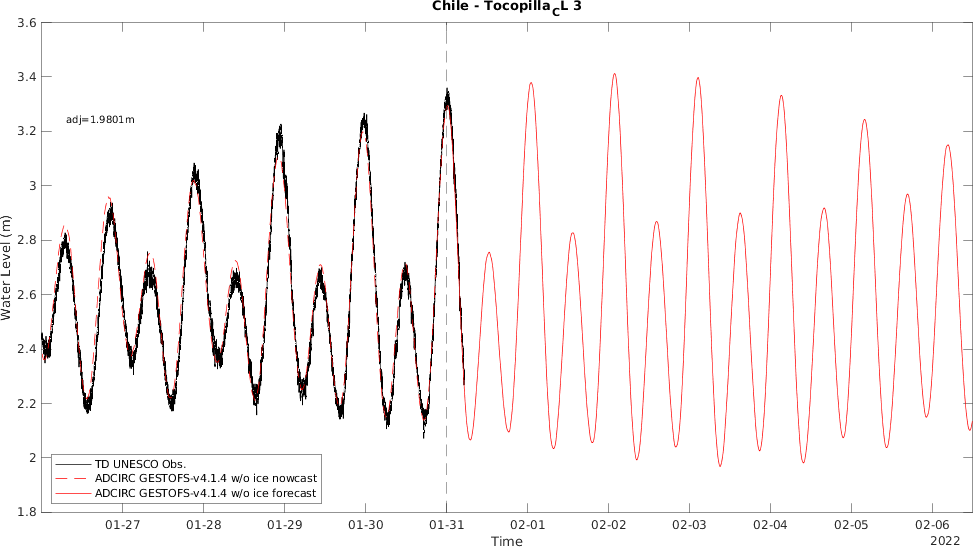 Chile - Tocopilla_CL 3
3.6
3.4
3.2
3
2.8
2.6
2.4
2.2
2
1.8
Water Level (m)
adj=1.9801m
TD UNESCO Obs.
ADCIRC GESTOFS-v4.1.4 w/o ice nowcast
ADCIRC GESTOFS-v4.1.4 w/o ice forecast
01-27 01-28 01-29 01-30 01-31 02-01 02-02 02-03 02-04 02-05 02-06
Time
2022